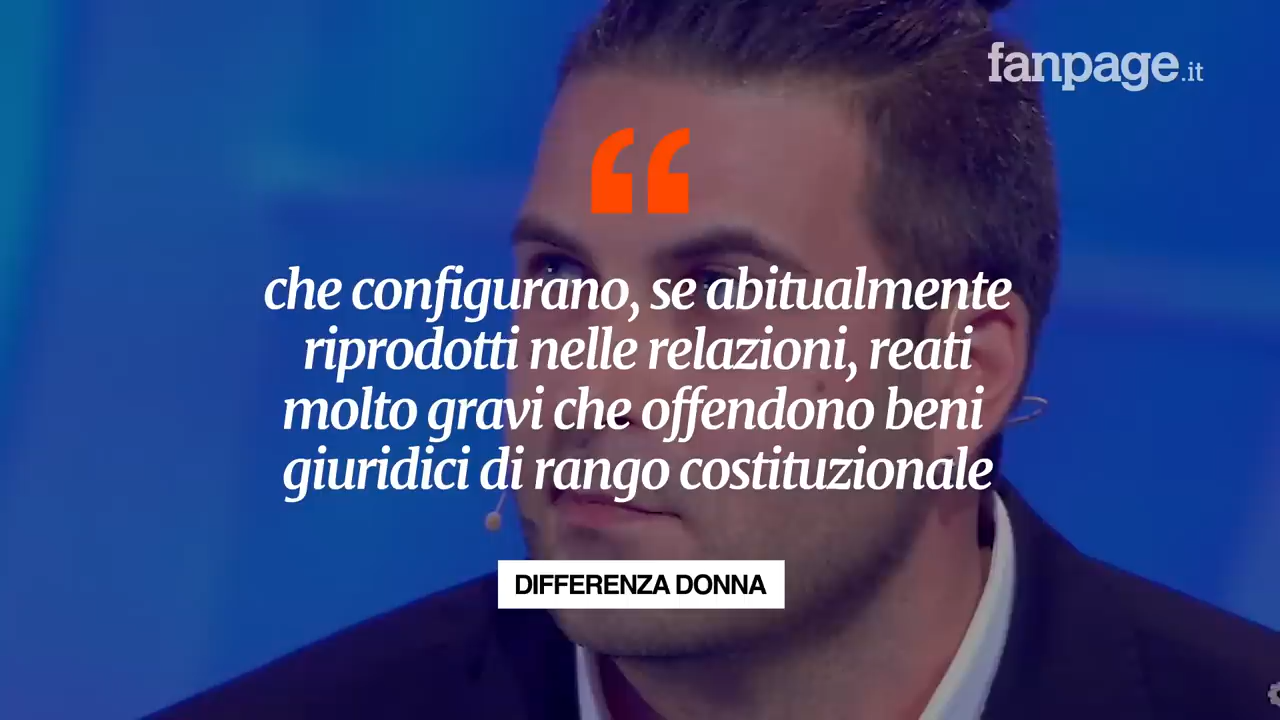 fanpage.it
“
che configurano, se abitualmente
riprodotti nelle relazioni, reati
molto gravi che offendono beni
giuridici di rango costituzionale
DIFFERENZA DONNA